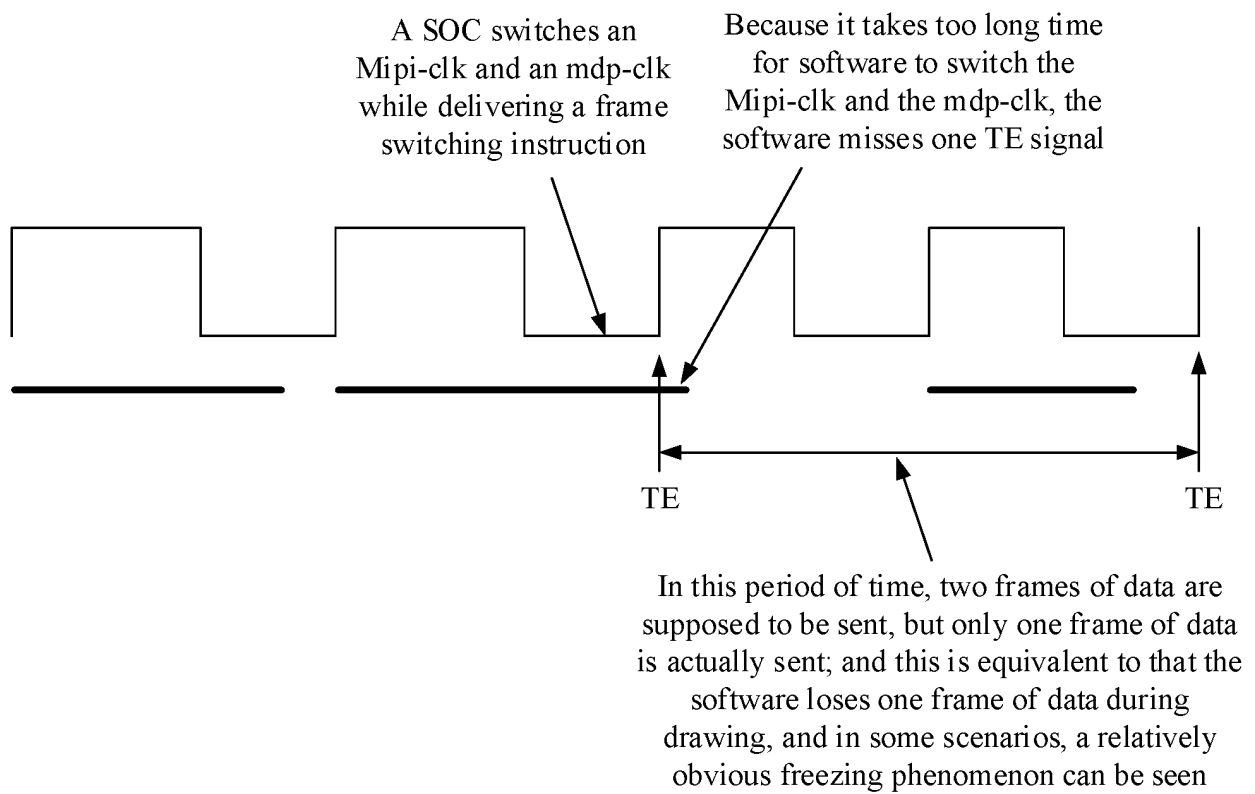 A SOC switches an
Mipi-clk and an mdp-clk
while delivering a frame
switching instruction
Because it takes too long time
for software to switch the
Mipi-clk and the mdp-clk, the
software misses one TE signal
TE
TE
In this period of time, two frames of data are
supposed to be sent, but only one frame of data
is actually sent; and this is equivalent to that the
software loses one frame of data during
drawing, and in some scenarios, a relatively
obvious freezing phenomenon can be seen